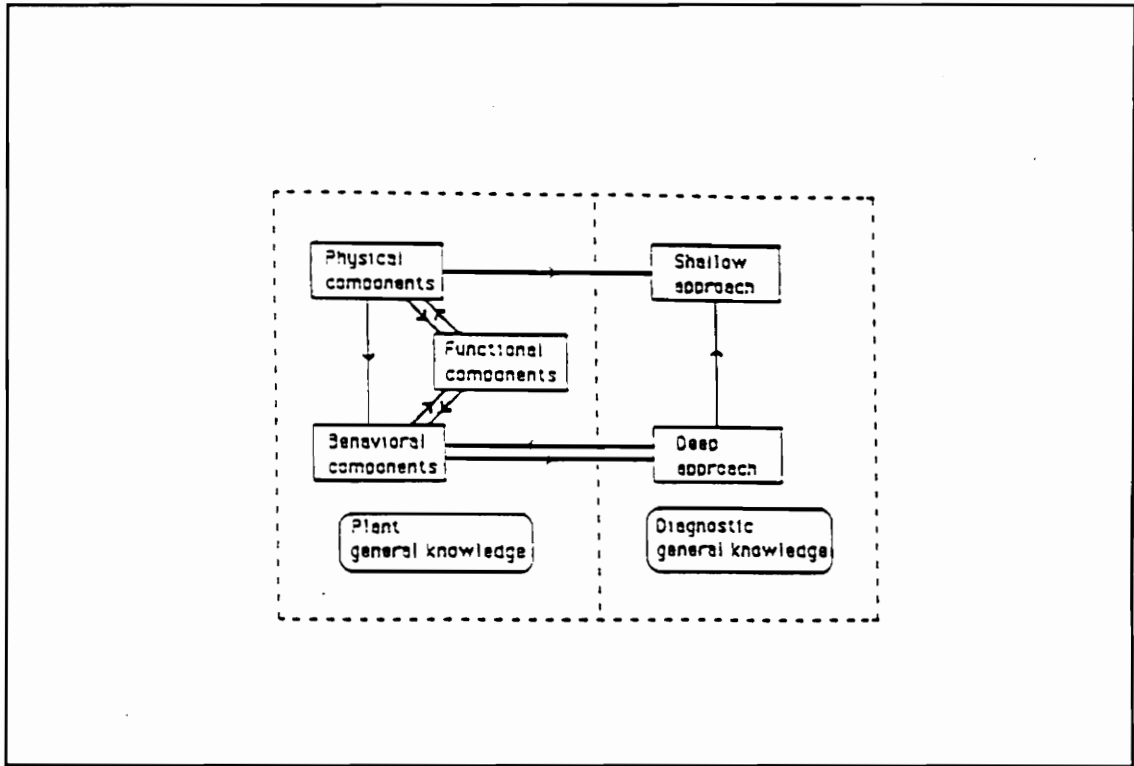 Physical
components
Shallow
approach
Functional
components
Behavioral
components
Deep
approach
Plant
general knowledge
Diagnostic
general knowledge